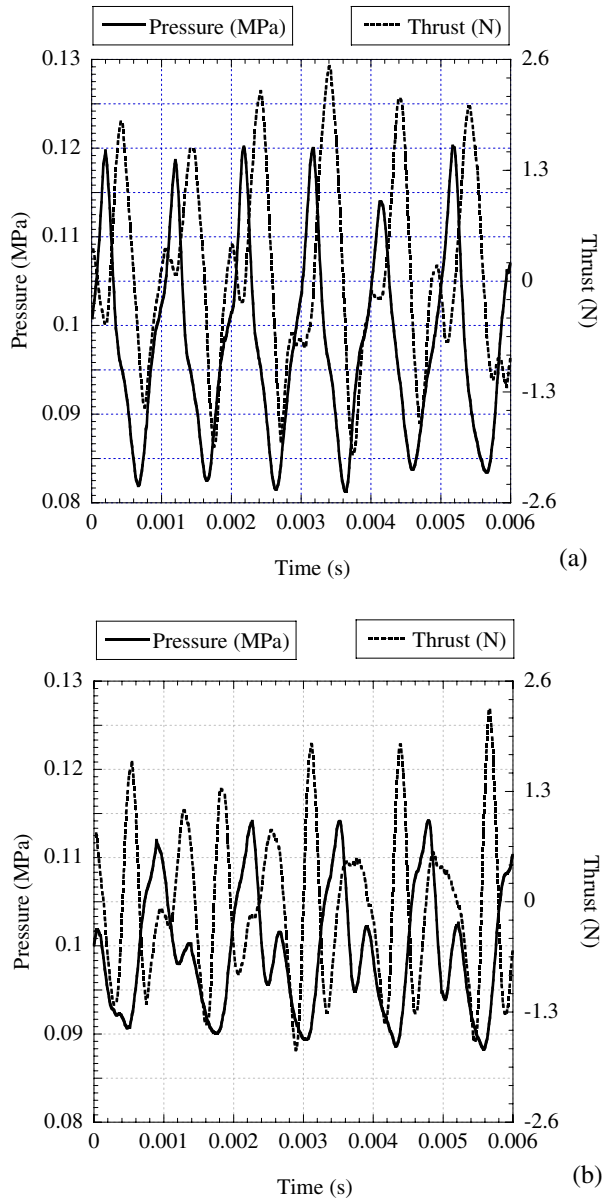 Pressure (MPa) Thrust (N)
0.13 2.6
0.12 1.3
0.11 0
0.1 -1.3
0.09
0.08 -2.6
Pressure (MPa)
Thrust (N)
0 0.001 0.002 0.003 0.004 0.005 0.006
Time (s)
(a)
Pressure (MPa) Thrust (N)
0.13 2.6
0.12 1.3
0.11 0
0.1 -1.3
0.09
0.08 -2.6
Pressure (MPa)
Thrust (N)
0 0.001 0.002 0.003 0.004 0.005 0.006
Time (s)
(b)